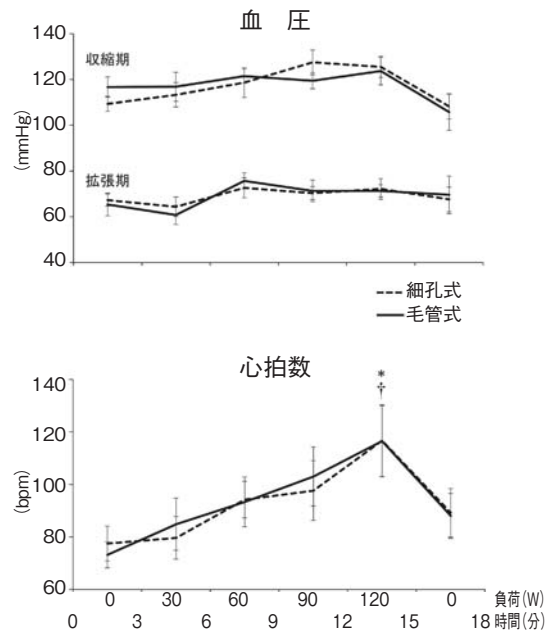 血　圧
140
120
100
80
60
40
(mmHg)
収縮期
拡張期
細孔式
毛管式
心拍数
140
120
100
80
60
(bpm)
*
†
0 30 60 90 120 0 負荷(W)
0 3 6 9 12 15 18 時間(分)